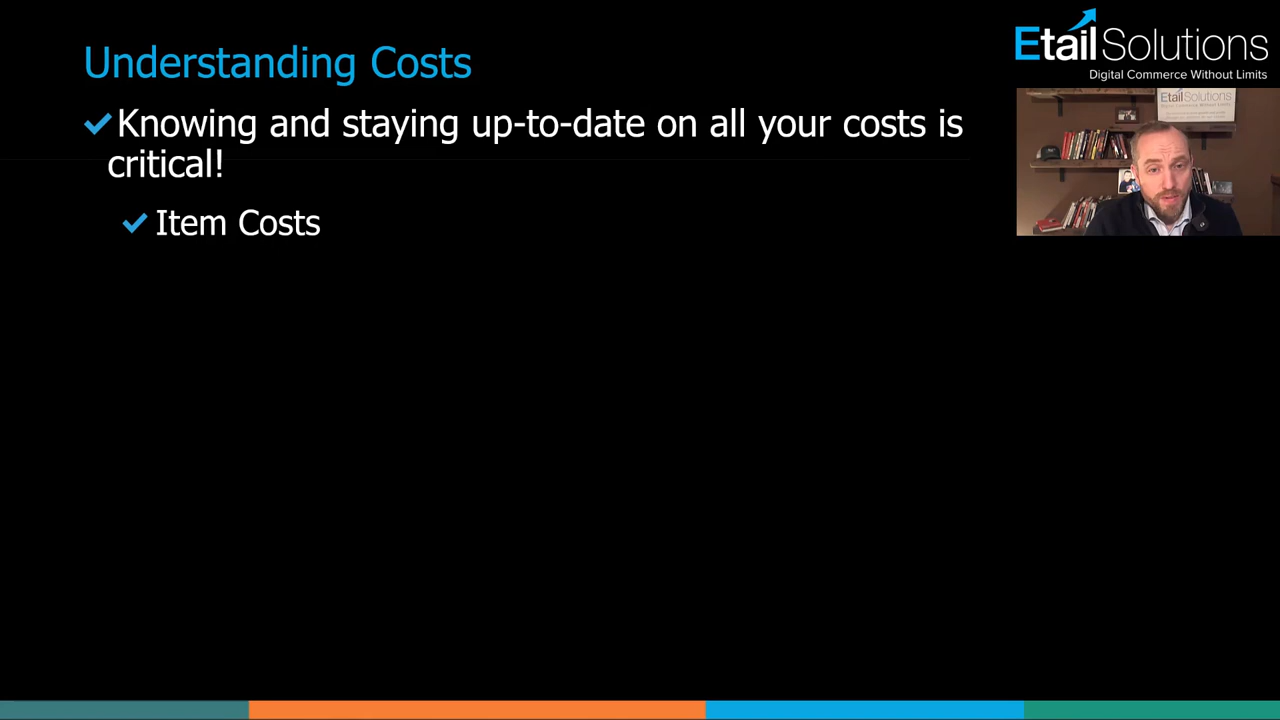 Understanding Costs
Knowing and staying up-to-date on all your costs is
critical!
Item Costs
EtailSolutions
Digital Commerce Without Limits
EtailSolutions